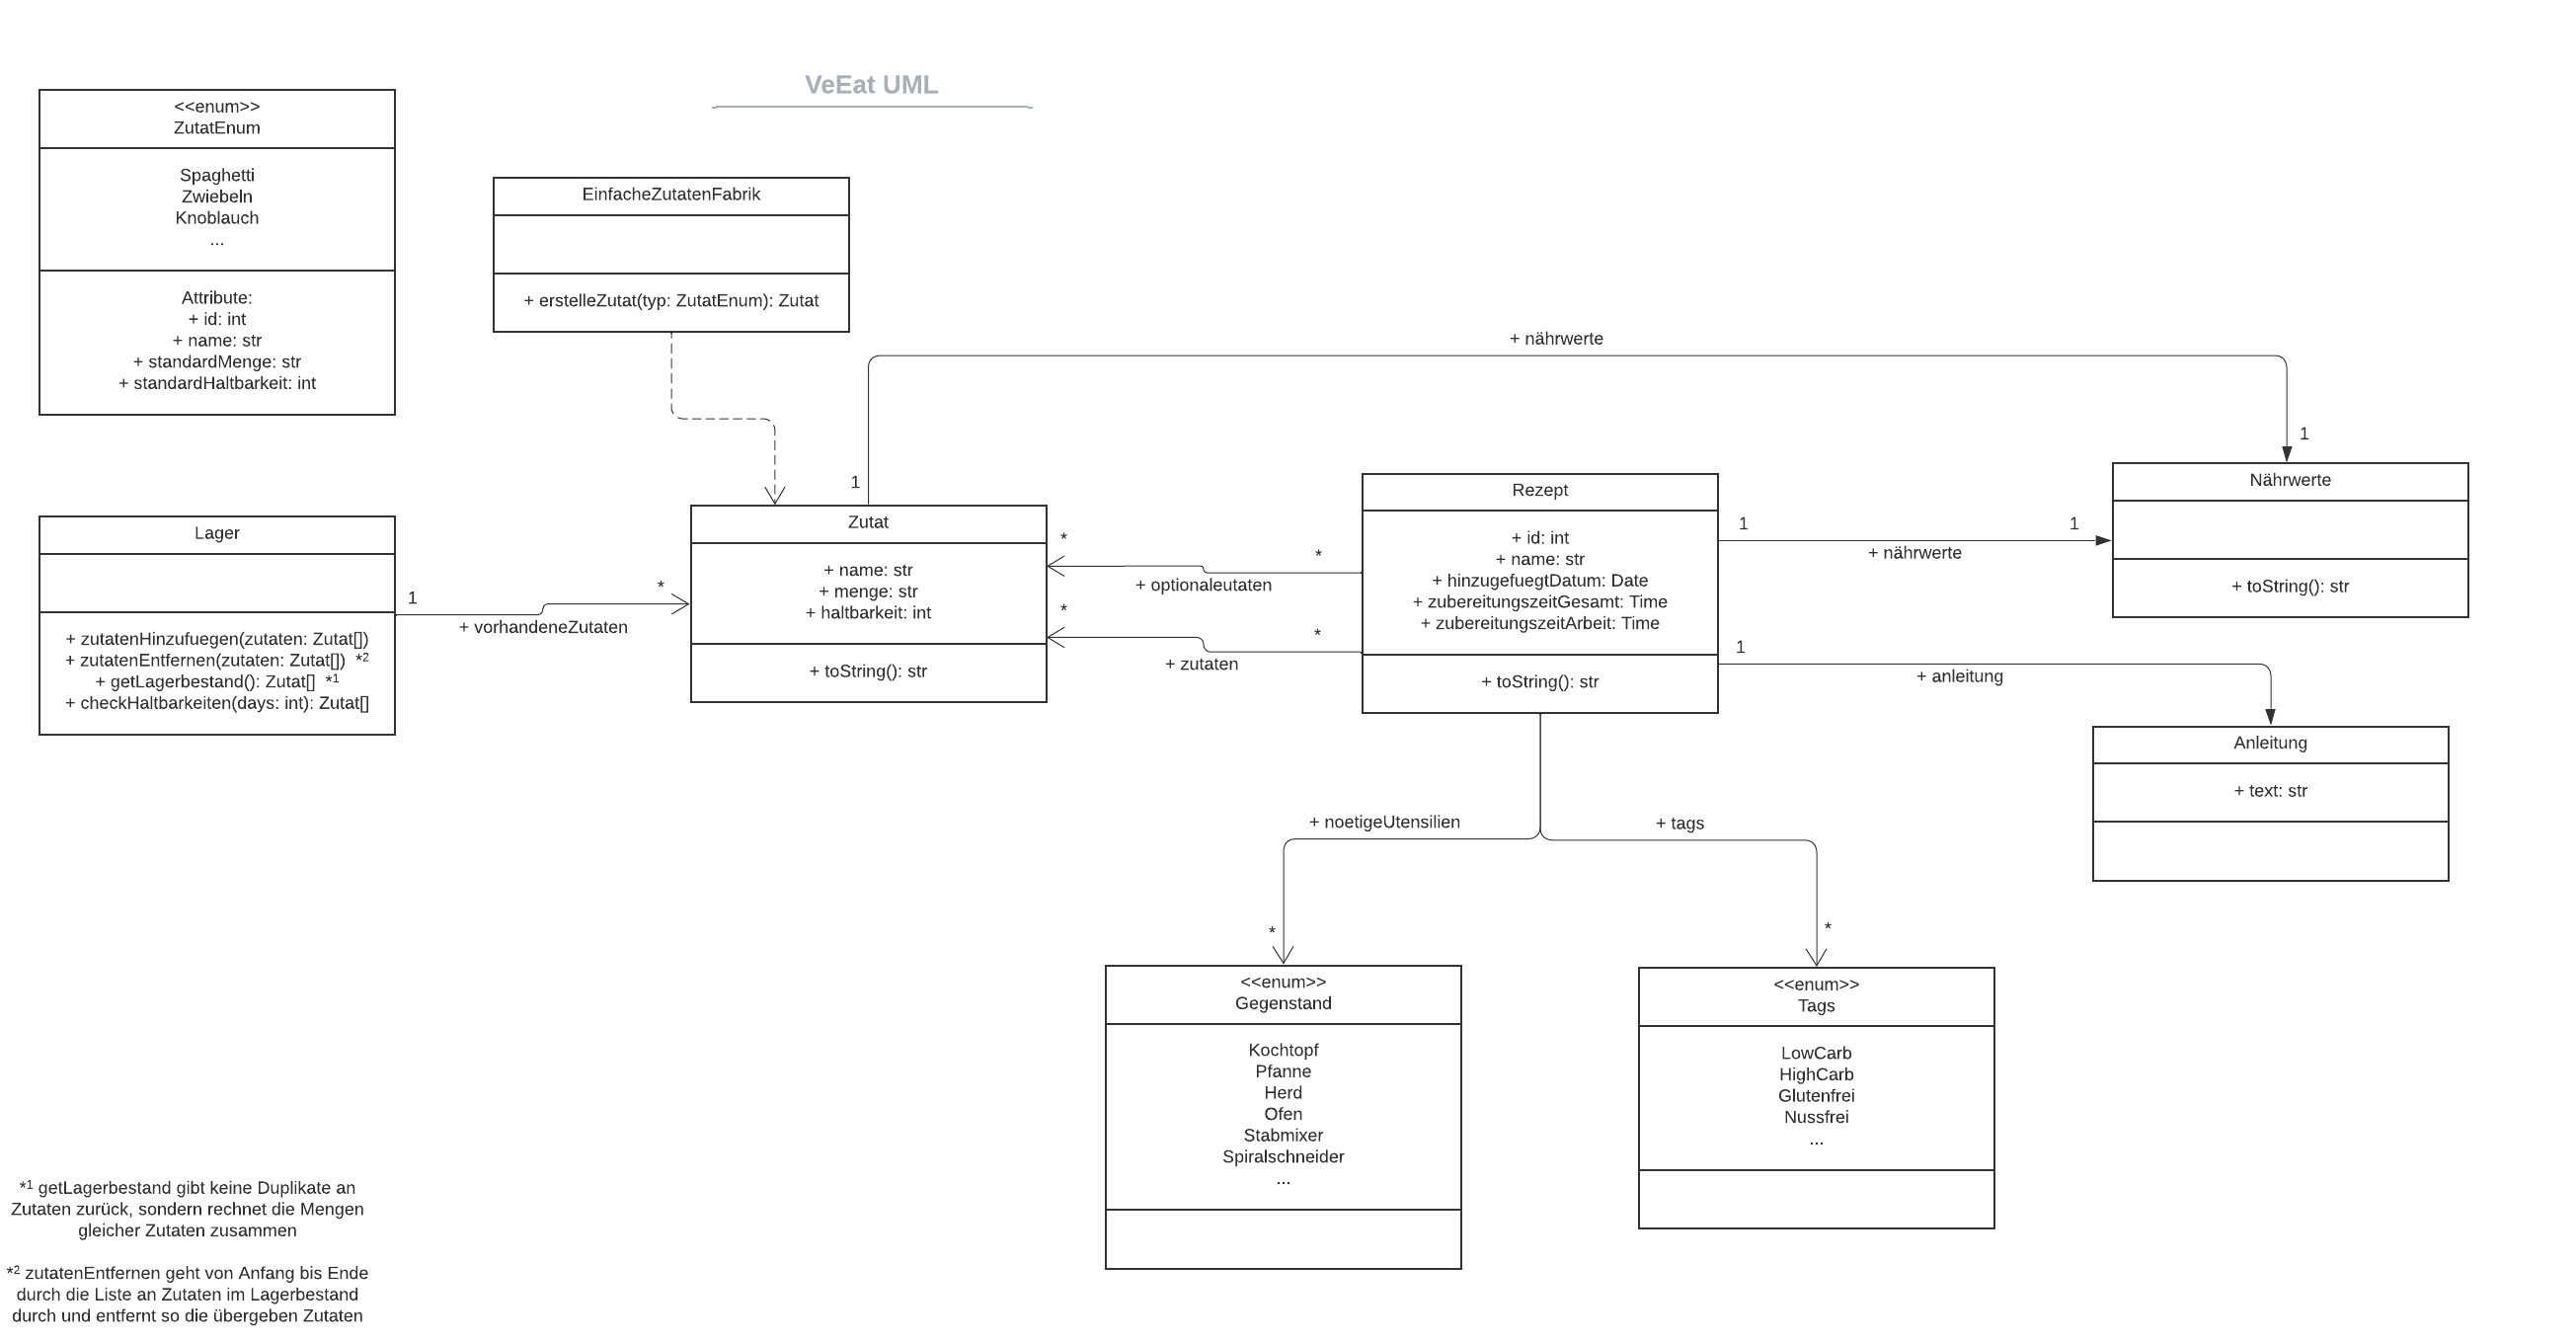 VeEat UML
<<enum>>
ZutatEnum
Spaghetti
Zwiebeln
Knoblauch
...
Attribute:
+ id: int
+ name: str
+ standardMenge: str
+ standardHaltbarkeit: int
EinfacheZutatenFabrik
+ erstelleZutat(typ: ZutatEnum): Zutat
+ nährwerte
1
1
Lager
+ zutatenHinzufuegen(zutaten: Zutat[])
+ zutatenEntfernen(zutaten: Zutat[]) *²
+ getLagerbestand(): Zutat[] *¹
+ checkHaltbarkeiten(days: int): Zutat[]
1
*
+ vorhandeneZutaten
Zutat
+ name: str
+ menge: str
+ haltbarkeit: int
+ toString(): str
*
*
+ optionaleutaten
*
*
+ zutaten
Rezept
+ id: int
+ name: str
+ hinzugefuegtDatum: Date
+ zubereitungszeitGesamt: Time
+ zubereitungszeitArbeit: Time
+ toString(): str
1
1
+ nährwerte
Nährwerte
+ toString(): str
1
+ anleitung
Anleitung
+ text: str
+ noetigeUtensilien
*
+ tags
*
<<enum>>
Gegenstand
Kochtopf
Pfanne
Herd
Ofen
Stabmixer
Spiralschneider
...
<<enum>>
Tags
LowCarb
HighCarb
Glutenfrei
Nussfrei
...
*¹ getLagerbestand gibt keine Duplikate an
Zutaten zurück, sondern rechnet die Mengen
gleicher Zutaten zusammen
*² zutatenEntfernen geht von Anfang bis Ende
durch die Liste an Zutaten im Lagerbestand
durch und entfernt so die übergeben Zutaten